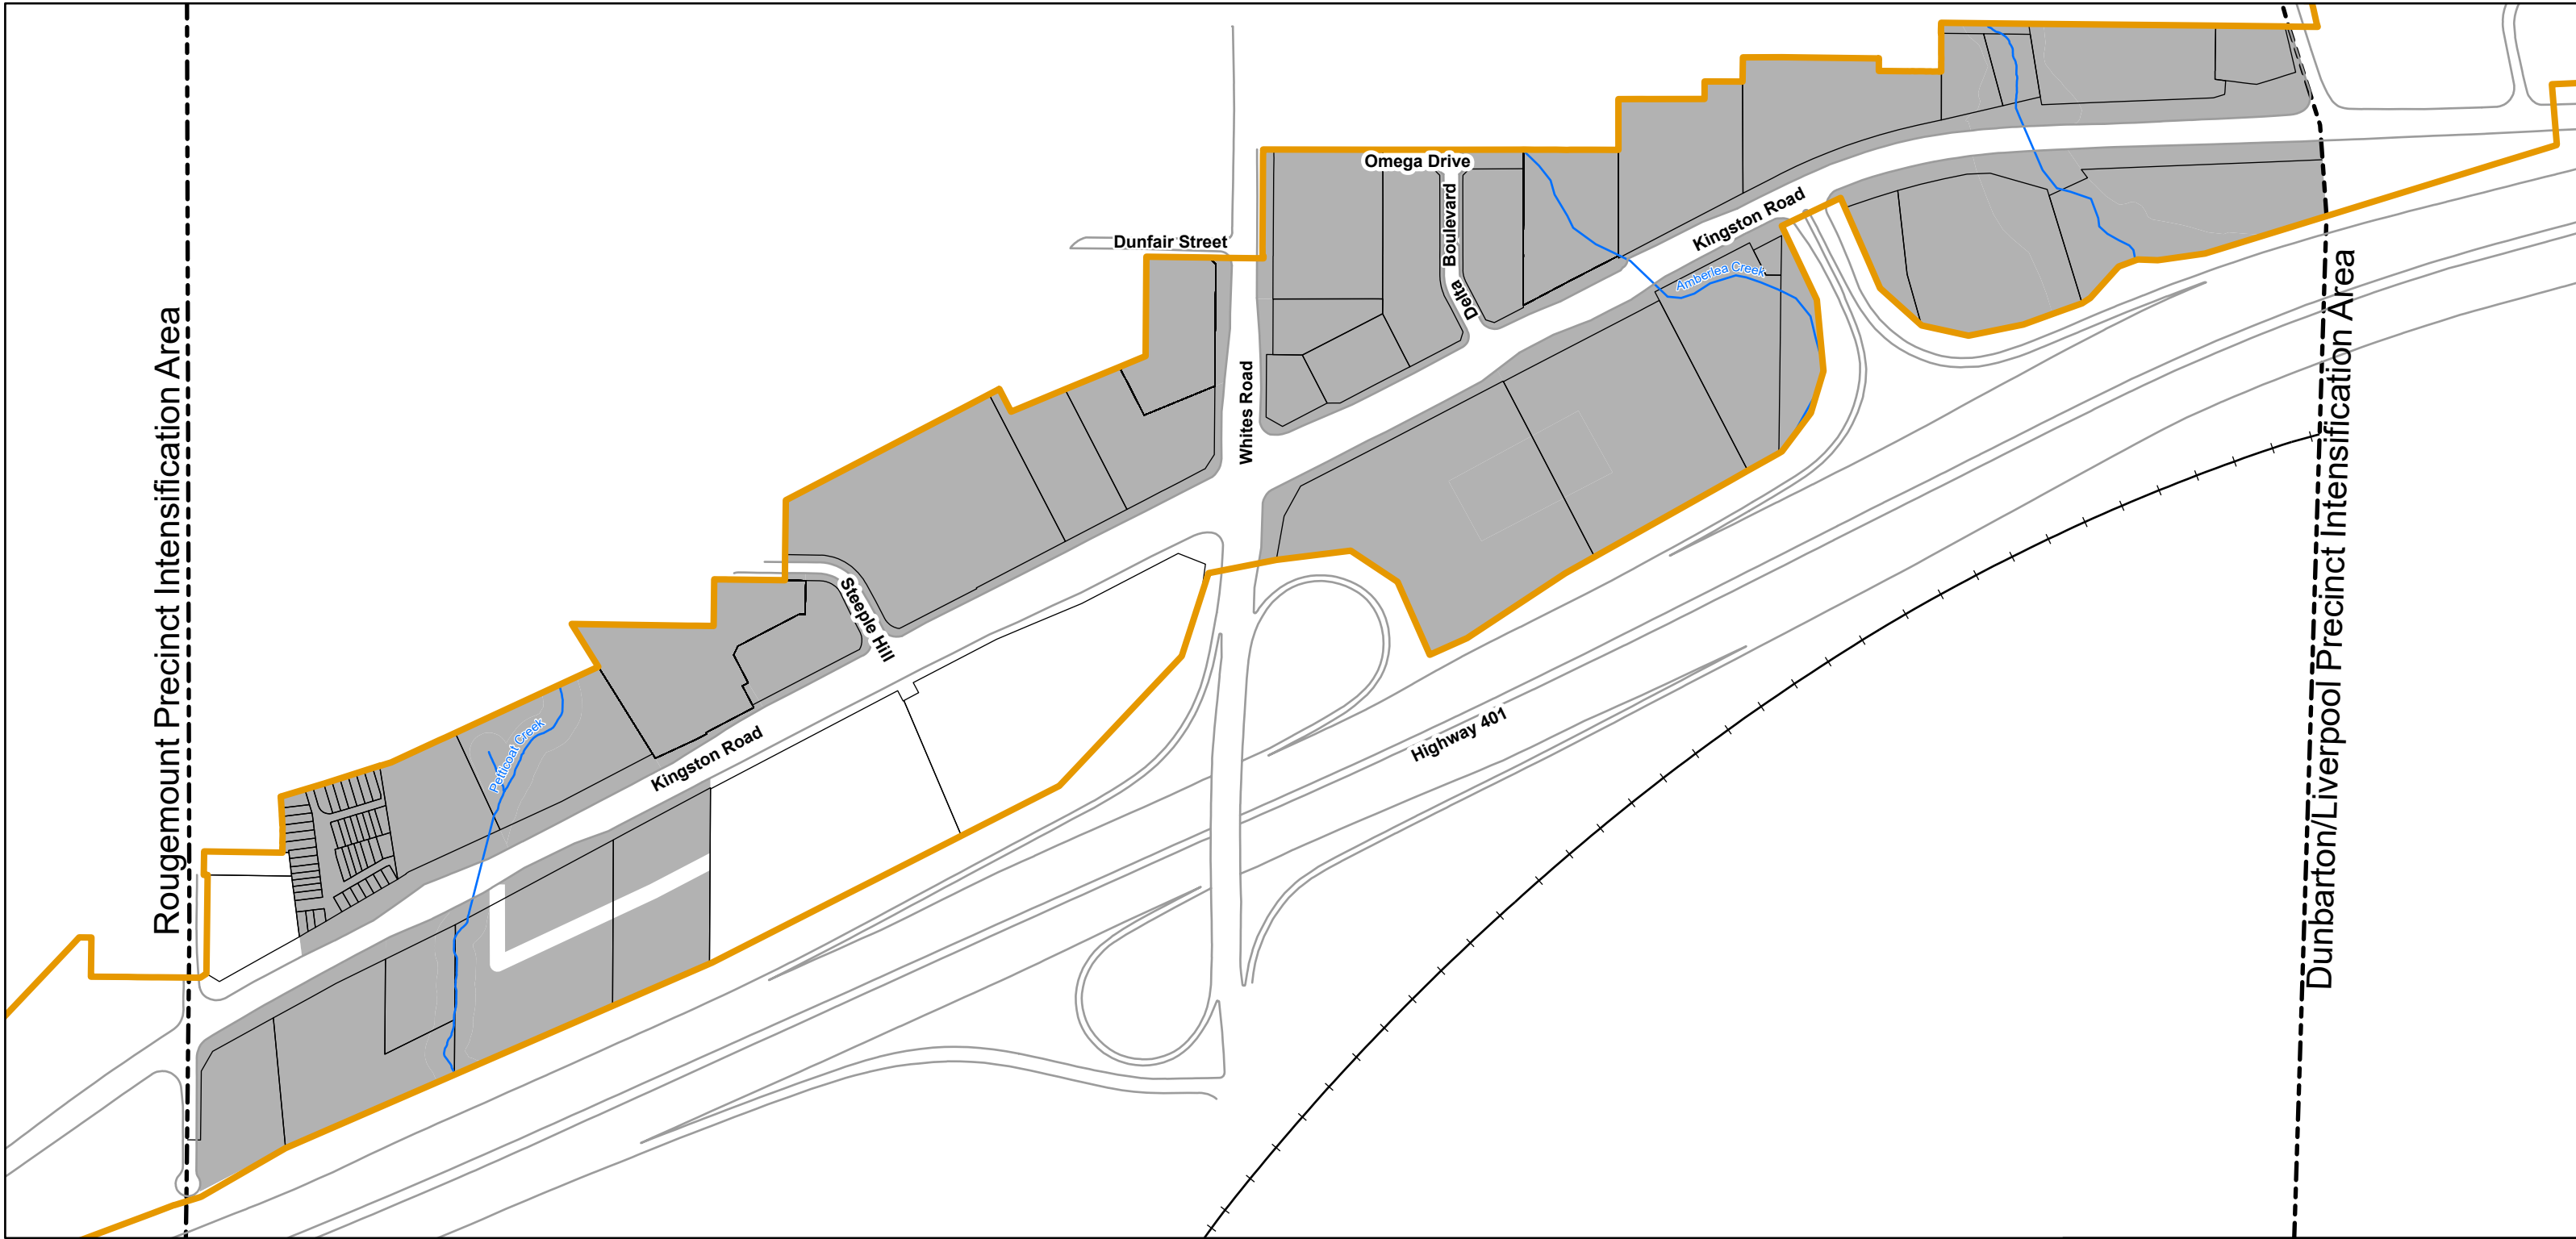 Omega Drive
Boulevard
Delta
Kingston Road
Dunfair Street
Amberlea Creek
Whites Road
Rougemount Precinct Intensification Area
Dunbarton/Liverpool Precinct Intensification Area
Steeple Hill
Petticoat Creek
Kingston Road
Highway 401